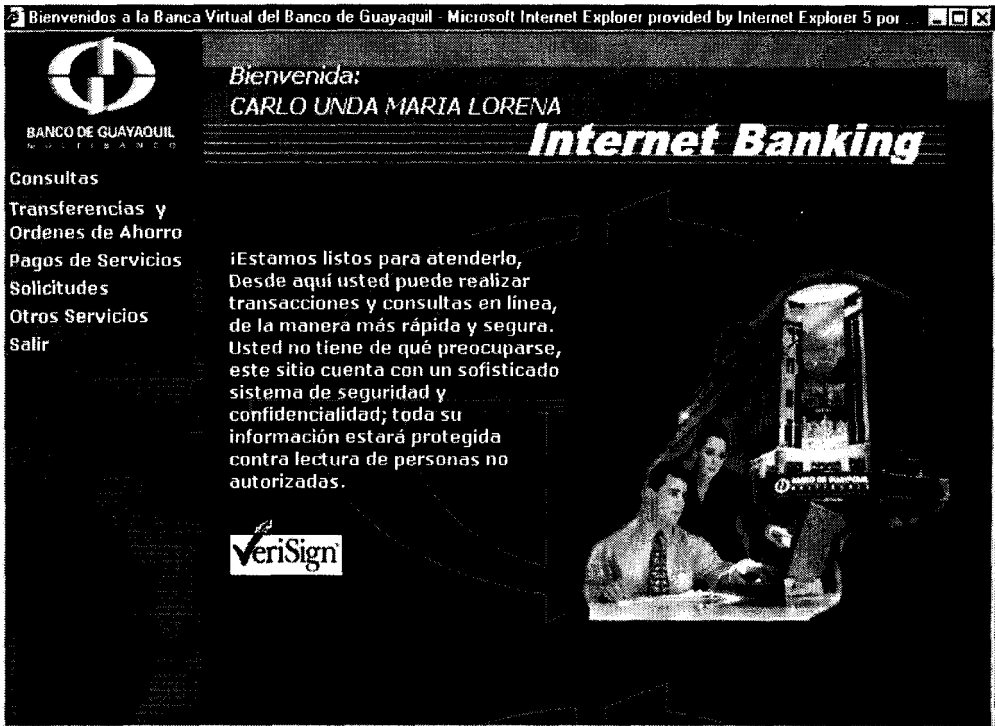 Bienvenidos a la Banca Virtual del Banco de Guayaquil - Microsoft Internet Explorer provided by Internet Explorer 5 por ...
BANCO DE GUAYAQUIL
MULTIBANCO
Bienvenida:
CARLO UNDA MARIA LORENA
Internet Banking
Consultas
Transferencias y
Ordenes de Ahorro
Pagos de Servicios
Solicitudes
Otros Servicios
Salir
¡Estamos listos para atenderlo,
Desde aquí usted puede realizar
transacciones y consultas en línea,
de la manera más rápida y segura.
Usted no tiene de qué preocuparse,
este sitio cuenta con un sofisticado
sistema de seguridad y
confidencialidad; toda su
información estará protegida
contra lectura de personas no
autorizadas.
VeriSign
BANCO DE GUAYAQUIL